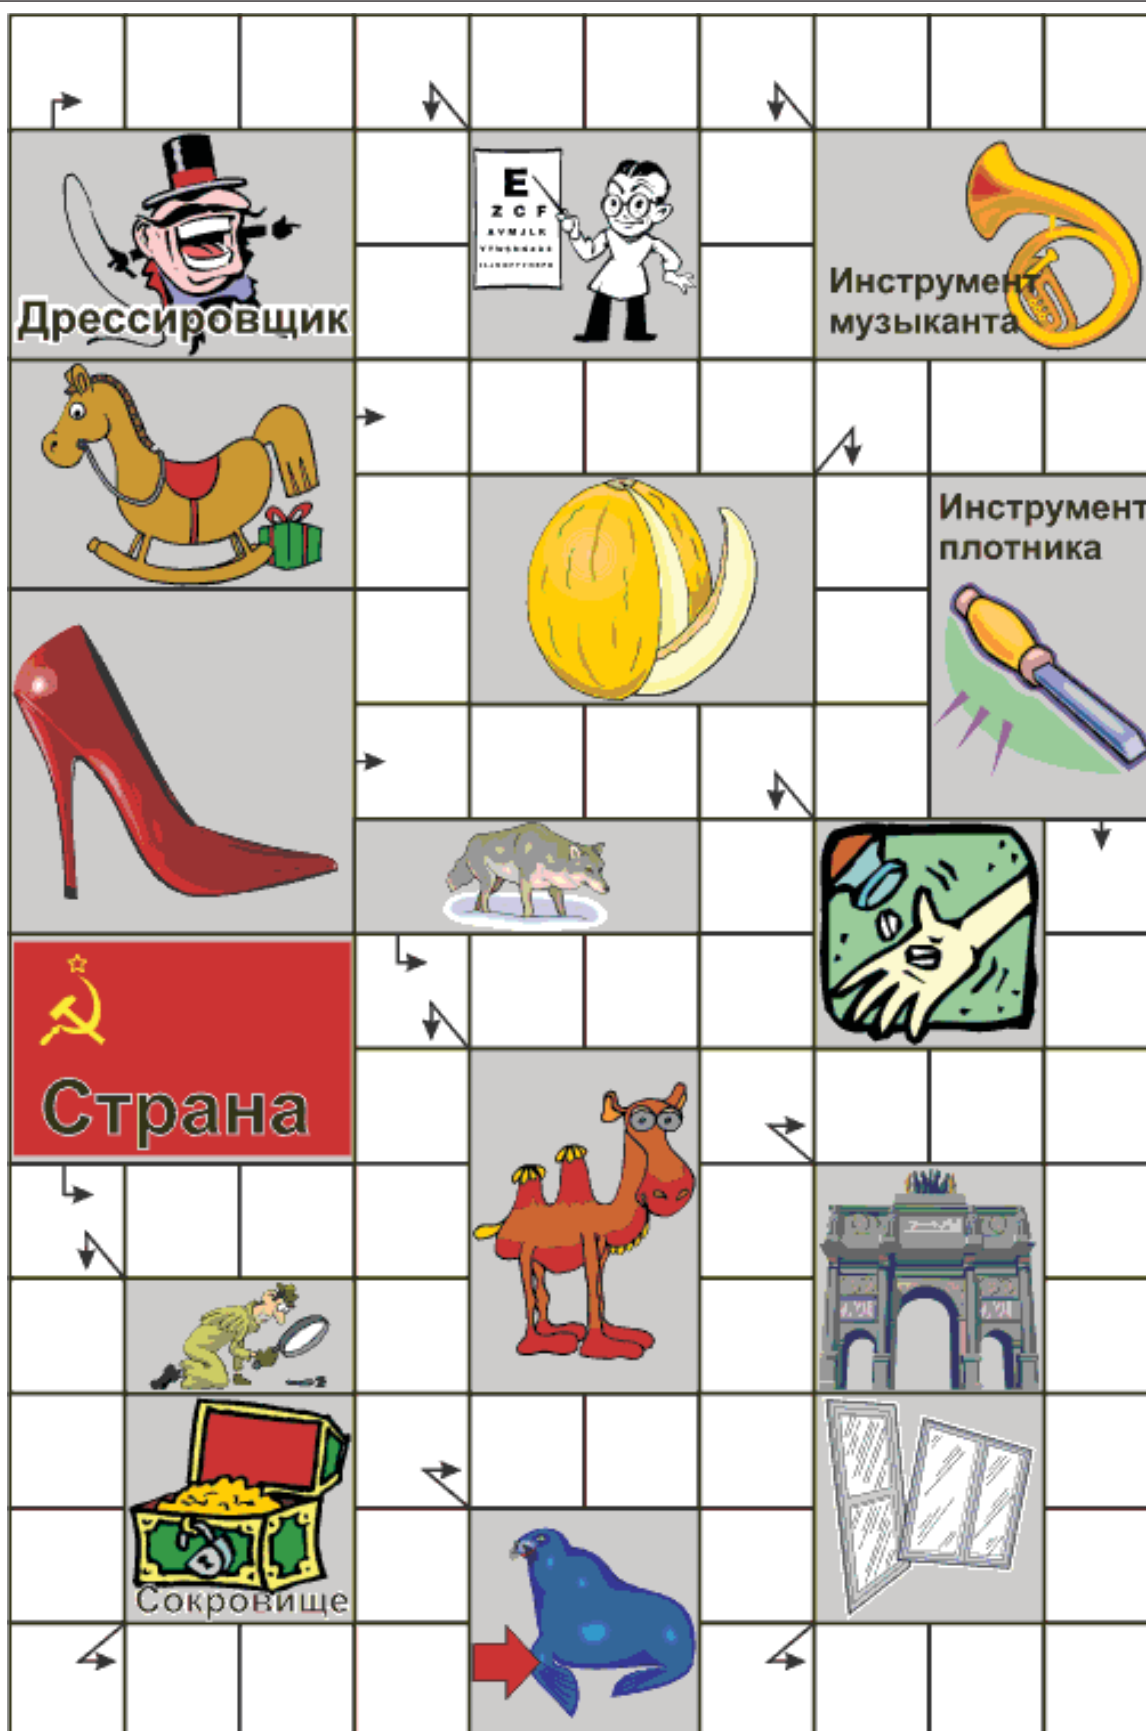 E
Z C F
Дрессировщик
Инструмент
музыканта
Инструмент
плотника
Страна
Сокровище